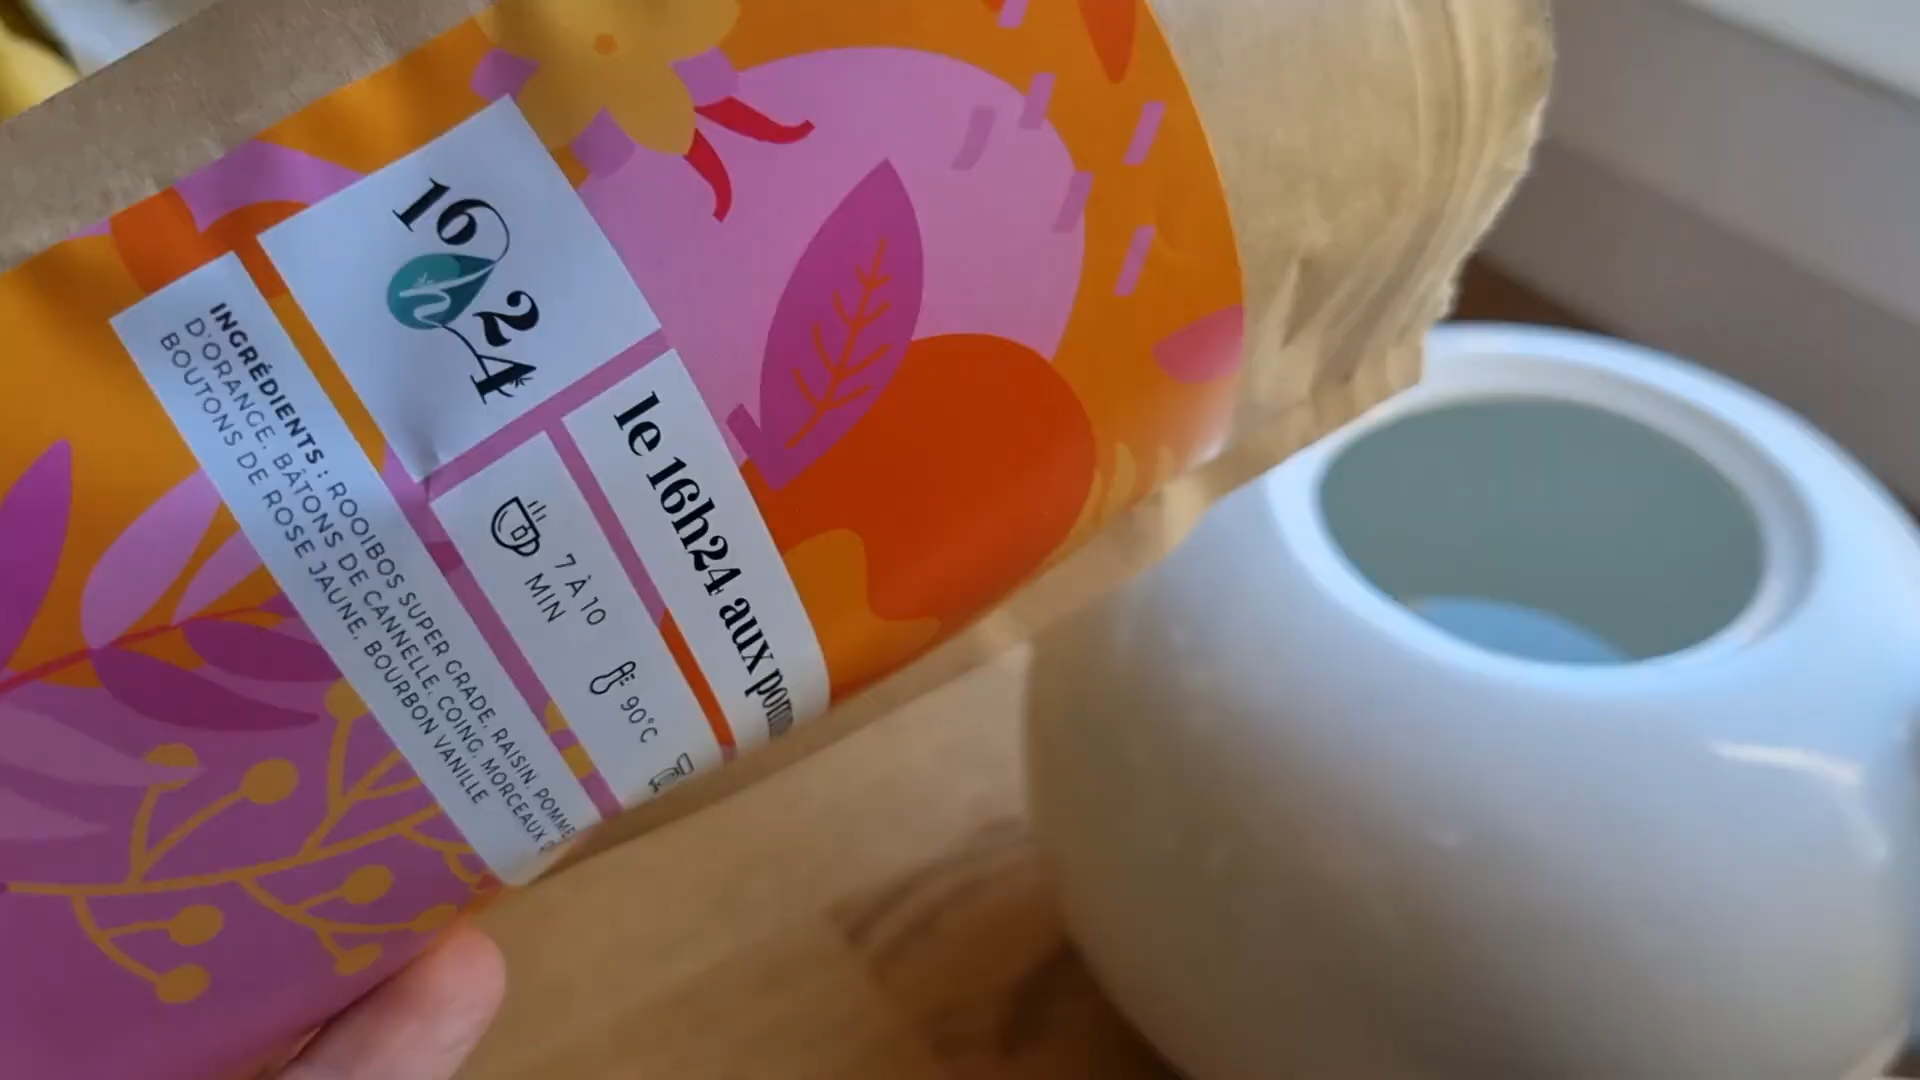 16
h
24
le 16h24 aux
7 À 10
MIN
90°C
INGRÉDIENTS : ROOIBOS SUPER GRADE, RAISIN, POMME
D'ORANGE, BÂTONS DE CANNELLE, COING, MORCEAUX
BOUTONS DE ROSE JAUNE, BOURBON VANILLE